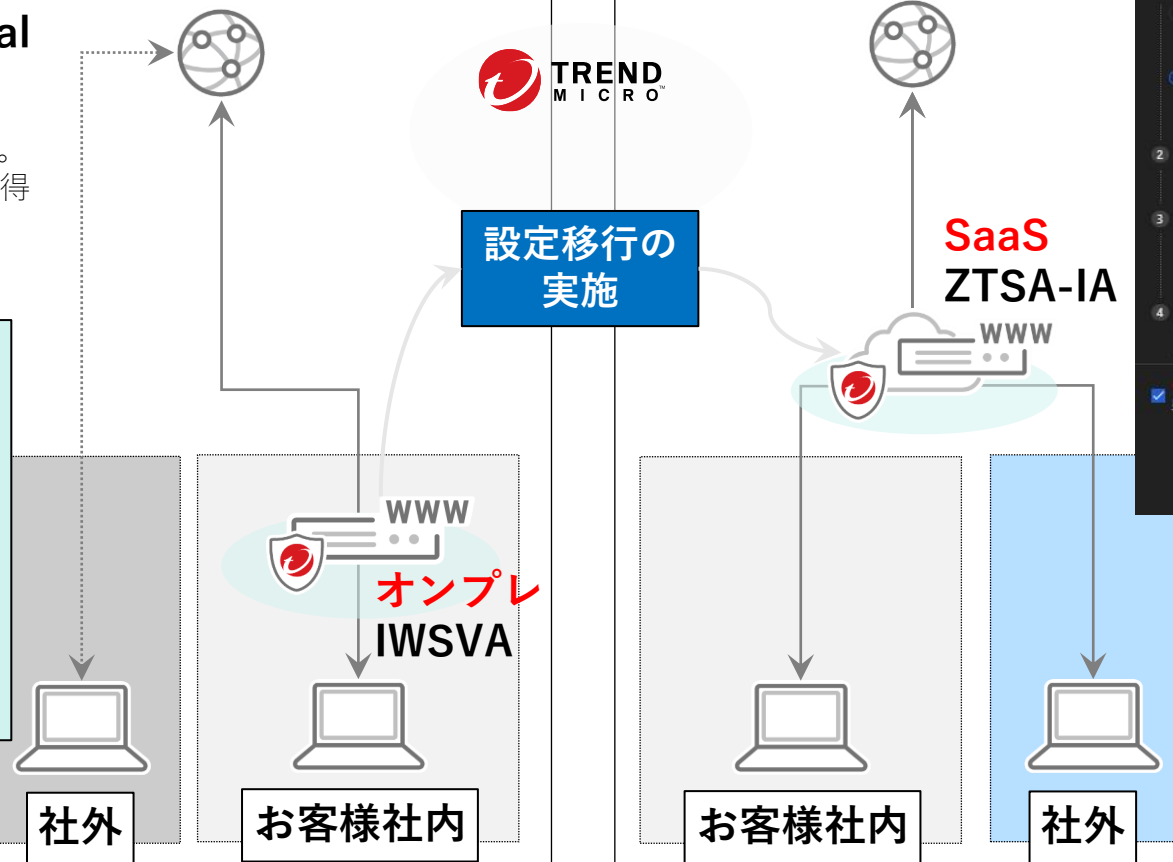 al
。
得
TREND
MICRO™
設定移行の
実施
SaaS
ZTSA-IA
WWW
WWW
オンプレ
IWSVA
2
3
4
社外
お客様社内
お客様社内
社外